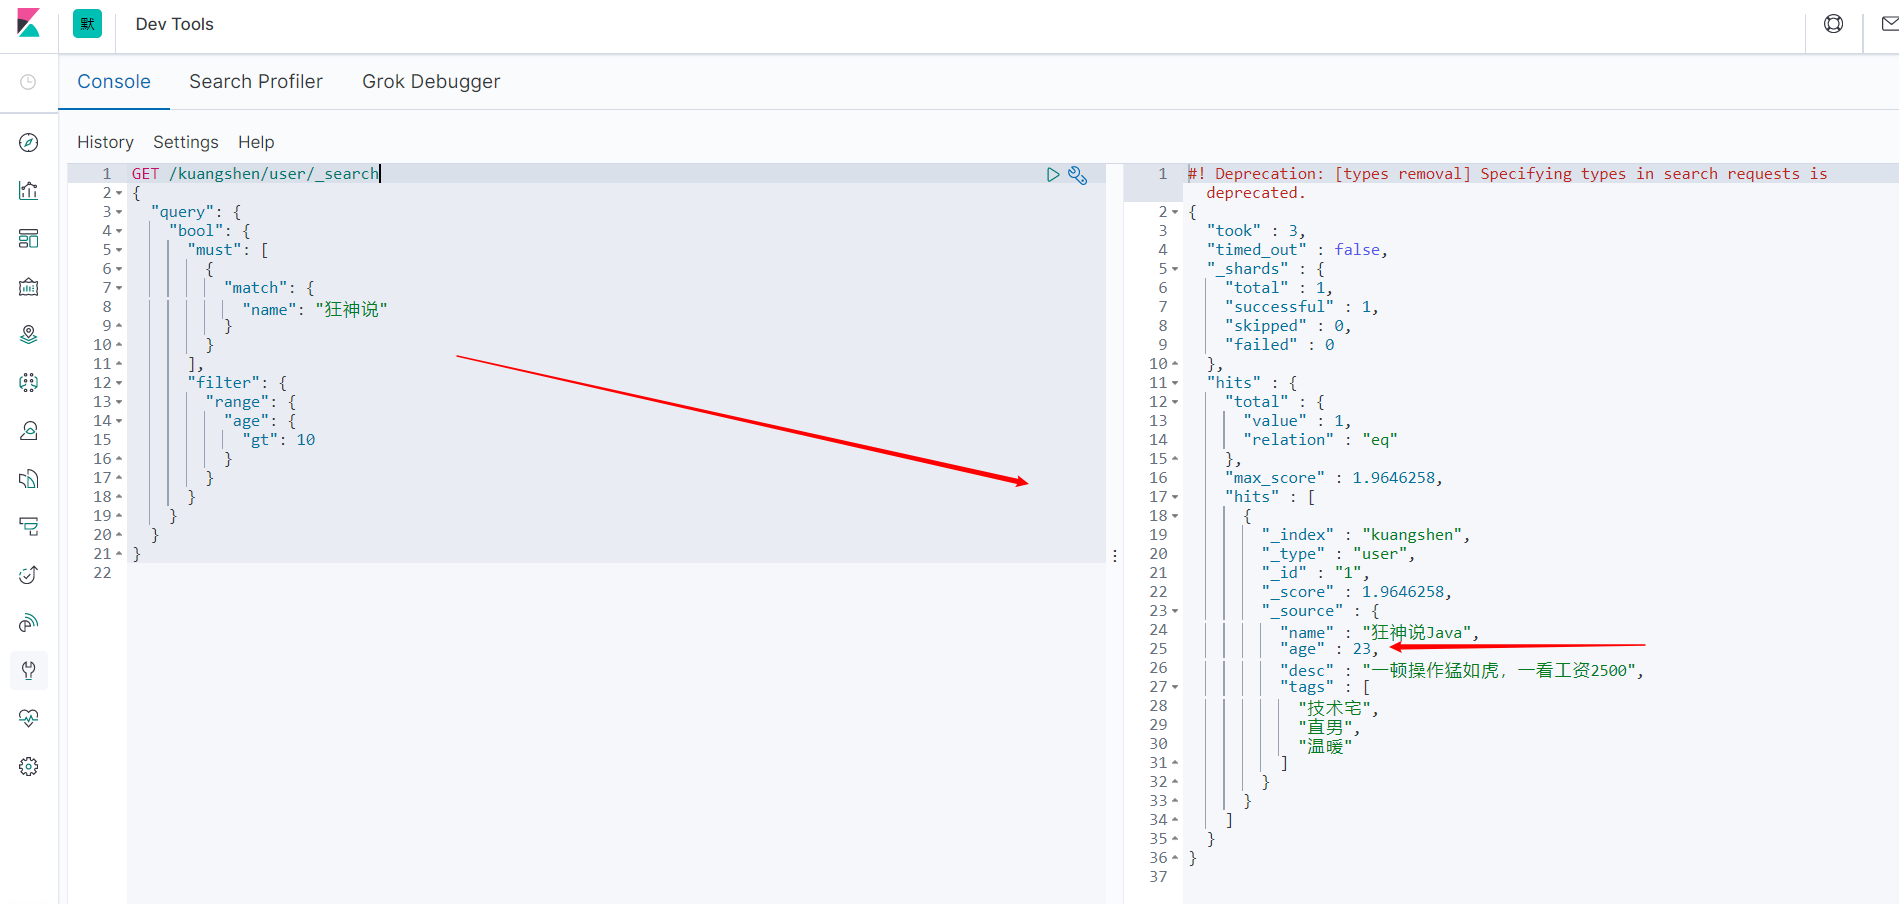 默 Dev Tools
Console Search Profiler Grok Debugger
History Settings Help
1 GET /kuangshen/user/_search
2 {
3 "query": {
4 "bool": {
5 "must": [
6 {
7 "match": {
8 "name": "狂神说"
9 }
10 }
11 ],
12 "filter": {
13 "range": {
14 "age": {
15 "gt": 10
16 }
17 }
18 }
19 }
20 }
21 }
22
1 #! Deprecation: [types removal] Specifying types in search requests is
deprecated.
2 {
3 "took" : 3,
4 "timed_out" : false,
5 "_shards" : {
6 "total" : 1,
7 "successful" : 1,
8 "skipped" : 0,
9 "failed" : 0
10 },
11 "hits" : {
12 "total" : {
13 "value" : 1,
14 "relation" : "eq"
15 },
16 "max_score" : 1.9646258,
17 "hits" : [
18 {
19 "_index" : "kuangshen",
20 "_type" : "user",
21 "_id" : "1",
22 "_score" : 1.9646258,
23 "_source" : {
24 "name" : "狂神说Java",
25 "age" : 23,
26 "desc" : "一顿操作猛如虎，一看工资2500",
27 "tags" : [
28 "技术宅",
29 "直男",
30 "温暖"
31 ]
32 }
33 }
34 ]
35 }
36 }
37